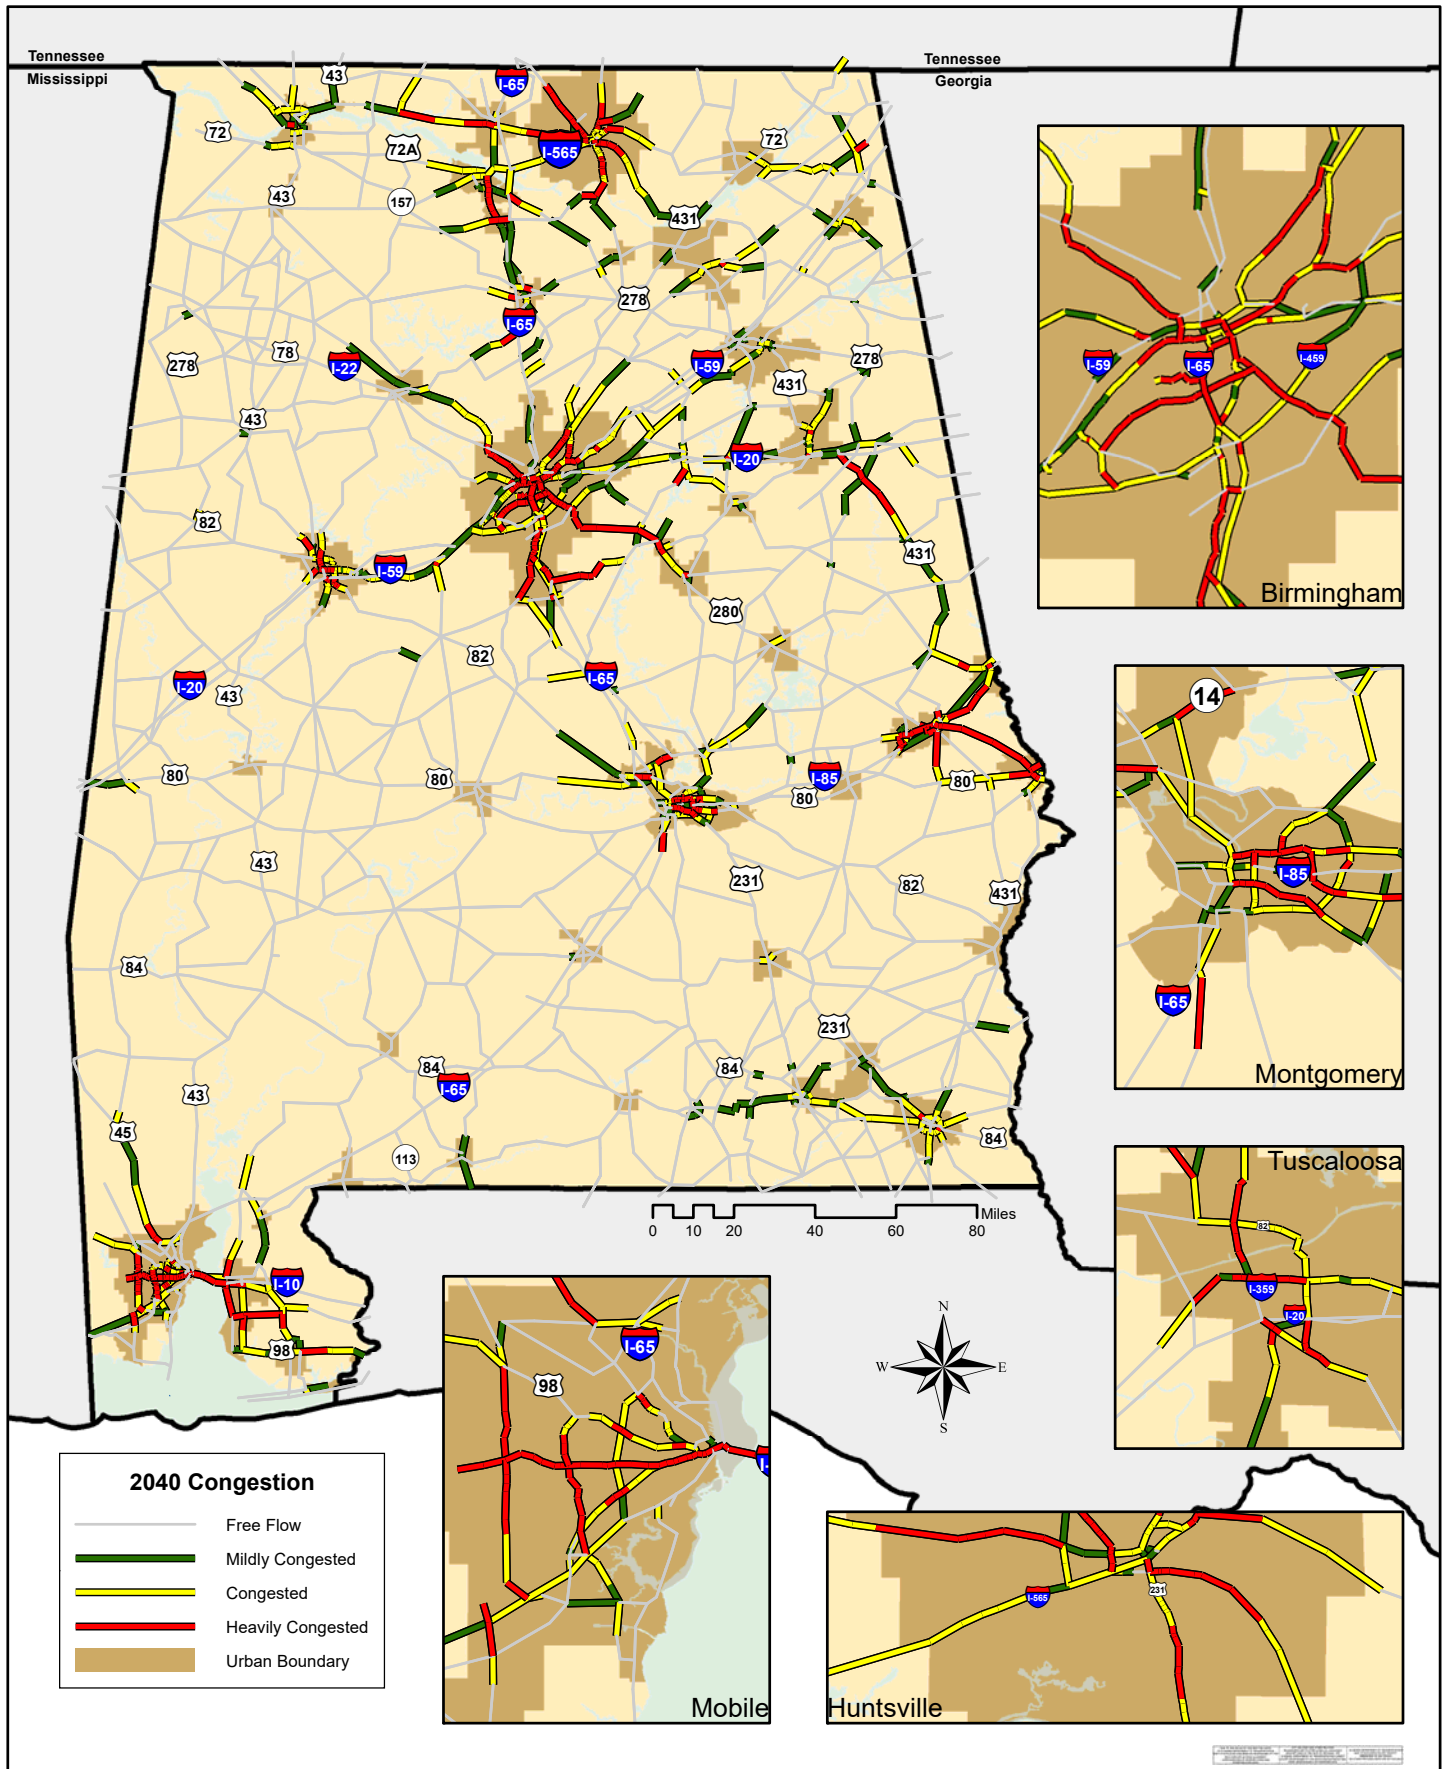 Tennessee
Mississippi
Tennessee
Georgia
43
I-65
72
72A
I-565
72
43
157
431
278
I-65
278
78
I-22
I-59
278
431
43
I-20
82
I-59
431
280
82
I-65
I-20
43
80
80
I-85
80
80
43
231
82
431
84
231
84
I-65
84
43
45
113
84
I-10
98
Miles
0 10 20 40 60 80
I-59
I-65
I-459
Birmingham
14
I-85
I-65
Montgomery
Tuscaloosa
82
I-359
I-20
N
W E
S
I-65
98
I-
Mobile
I-565
231
Huntsville
2040 Congestion
Free Flow
Mildly Congested
Congested
Heavily Congested
Urban Boundary